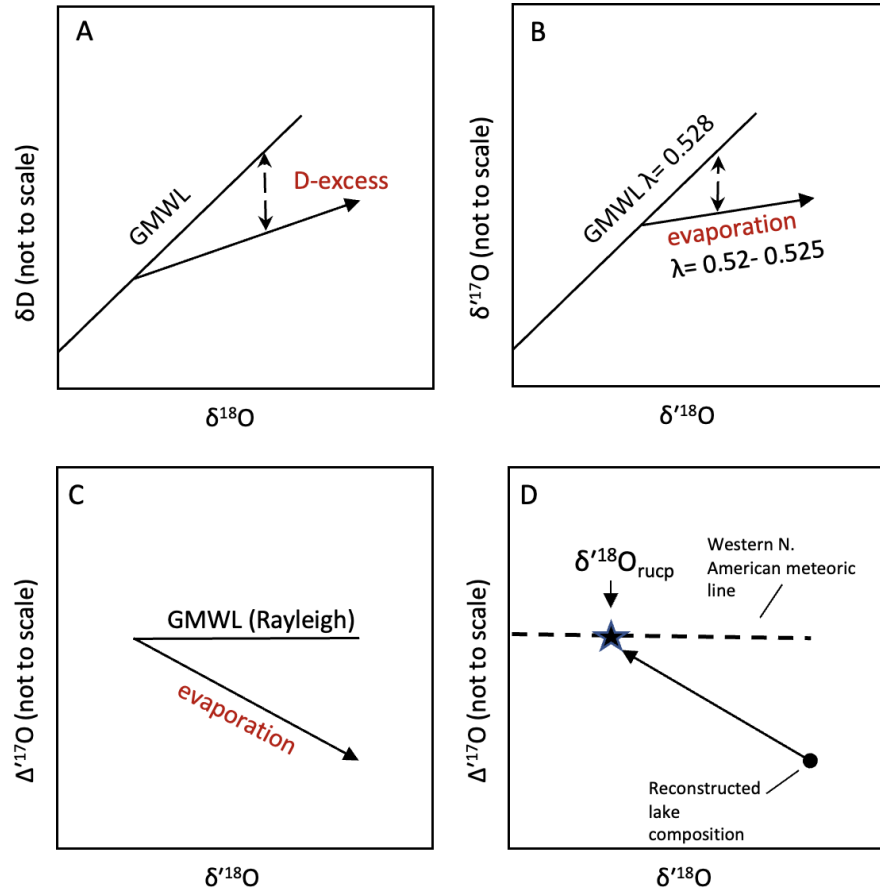 A
δD (not to scale)
GMWL
D-excess
δ¹⁸O
B
δ′¹⁷O (not to scale)
GMWL λ= 0.528
evaporation
λ= 0.52- 0.525
δ′¹⁸O
C
Δ′¹⁷O (not to scale)
GMWL (Rayleigh)
evaporation
δ′¹⁸O
D
Δ′¹⁷O (not to scale)
δ′¹⁸Orucp
Western N.
American meteoric
line
Reconstructed
lake
composition
δ′¹⁸O